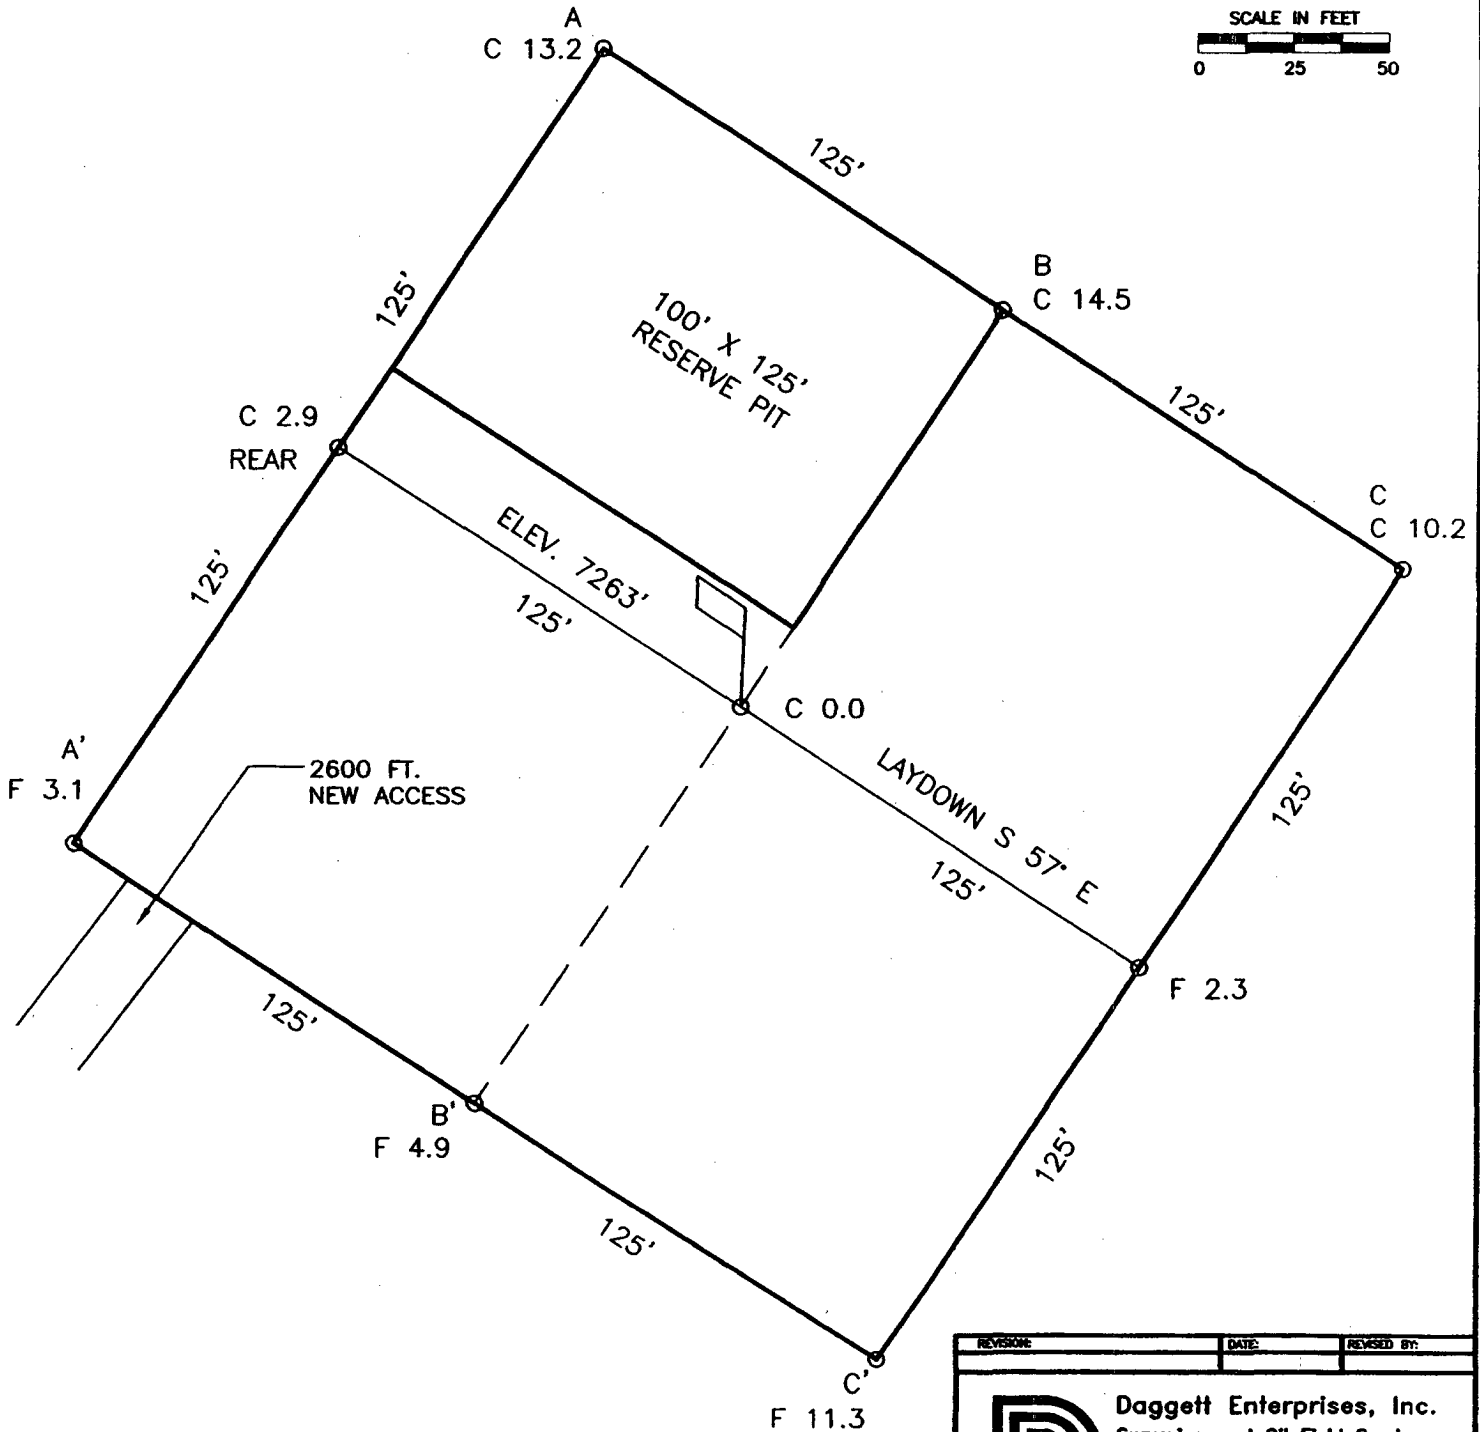 SCALE IN FEET
0 25 50
A
C 13.2
125'
B
C 14.5
125'
100' X 125'
RESERVE PIT
125'
C 2.9
REAR
C
C 10.2
ELEV. 7263'
125'
125'
C 0.0
A'
F 3.1
2600 FT.
NEW ACCESS
LAYDOWN S 57° E
125'
125'
F 2.3
125'
B'
F 4.9
125'
125'
C'
F 11.3
REVISION: DATE: REVISED BY:
Daggett Enterprises, Inc.